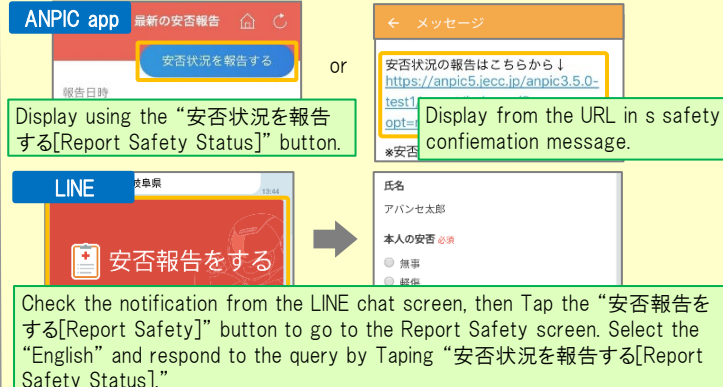 ANPIC app
最新の安否報告
安否状況を報告する
報告日時
Display using the “安否状況を報告
する[Report Safety Status]” button.
or
← メッセージ
安否状況の報告はこちらから↓
https://anpic5.jecc.jp/anpic3.5.0-
test1
opt=
※安否
Display from the URL in s safety
confiemation message.
LINE
阜県
13:44
安否報告をする
氏名
アバンセ太郎
本人の安否 必須
無事
軽傷
Check the notification from the LINE chat screen, then Tap the “安否報告を
する[Report Safety]” button to go to the Report Safety screen. Select the
“English” and respond to the query by Taping “安否状況を報告する[Report
Safety Status].”